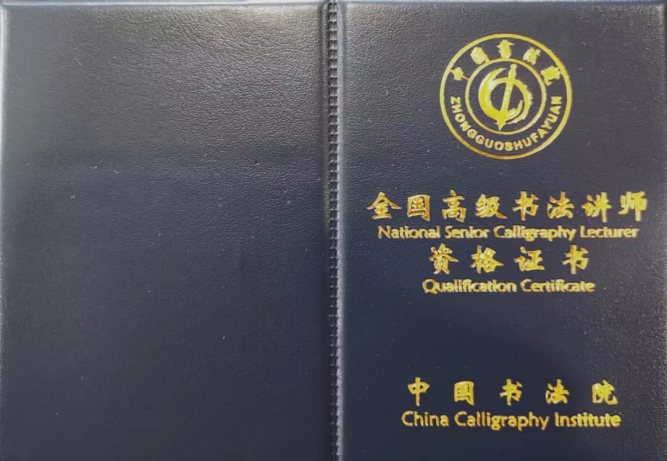 中国书法院
ZHONGGUOSHUFAYUAN
全国高级书法讲师
National Senior Calligraphy Lecturer
资格证书
Qualification Certificate
中国书法院
China Calligraphy Institute